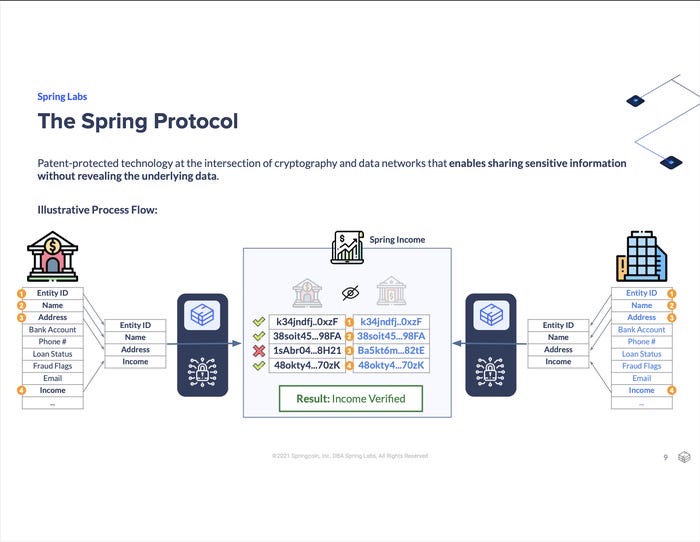 Spring Labs
The Spring Protocol
Patent-protected technology at the intersection of cryptography and data networks that enables sharing sensitive information
without revealing the underlying data.
Illustrative Process Flow:
Spring Income
1 Entity ID
2 Name
3 Address
Bank Account
Phone #
Loan Status
Fraud Flags
Email
4 Income
...
Entity ID
Name
Address
Income
k34jndfj..0xzF 1 k34jndfj..0xzF
38soit45...98FA 2 38soit45...98FA
1sAbr04...8H21 3 Ba5kt6m...82tE
48okty4...70zK 4 48okty4...70zK
Result: Income Verified
Entity ID
Name
Address
Income
Entity ID 1
Name 2
Address 3
Bank Account
Phone #
Loan Status
Fraud Flags
Email
Income 4
...
©2021 Springcoin, Inc. DBA Spring Labs, All Rights Reserved
9